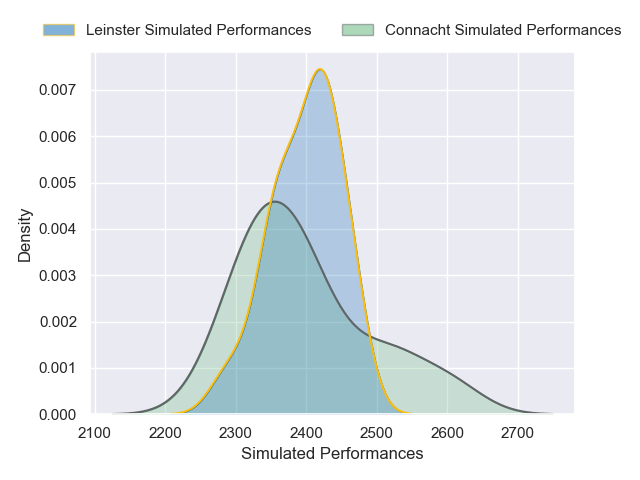 Leinster Simulated Performances
Connacht Simulated Performances
0.007
0.006
0.005
0.004
0.003
0.002
0.001
0.000
Density
2100 2200 2300 2400 2500 2600 2700
Simulated Performances